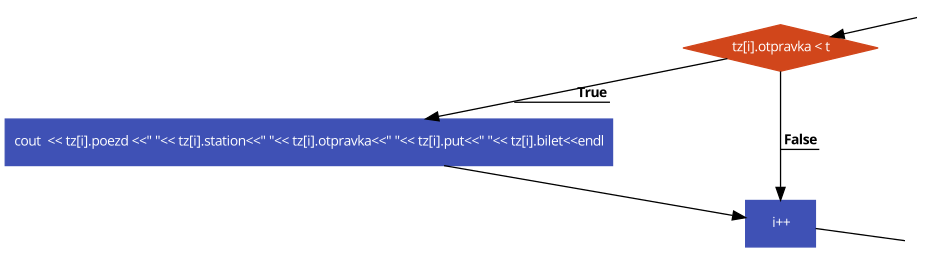 tz[i].otpravka < t
True
cout << tz[i].poezd <<" "<< tz[i].station<<" "<< tz[i].otpravka<<" "<< tz[i].put<<" "<< tz[i].bilet<<endl
False
i++